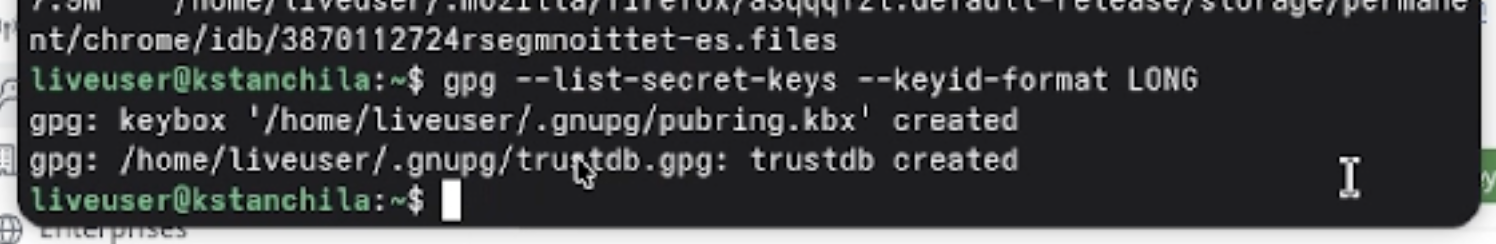 nt/chrome/idb/3870112724rsegmnoittet-es.files
liveuser@kstanchila:~$ gpg --list-secret-keys --keyid-format LONG
gpg: keybox '/home/liveuser/.gnupg/pubring.kbx' created
gpg: /home/liveuser/.gnupg/trustdb.gpg: trustdb created
liveuser@kstanchila:~$
Enterprises